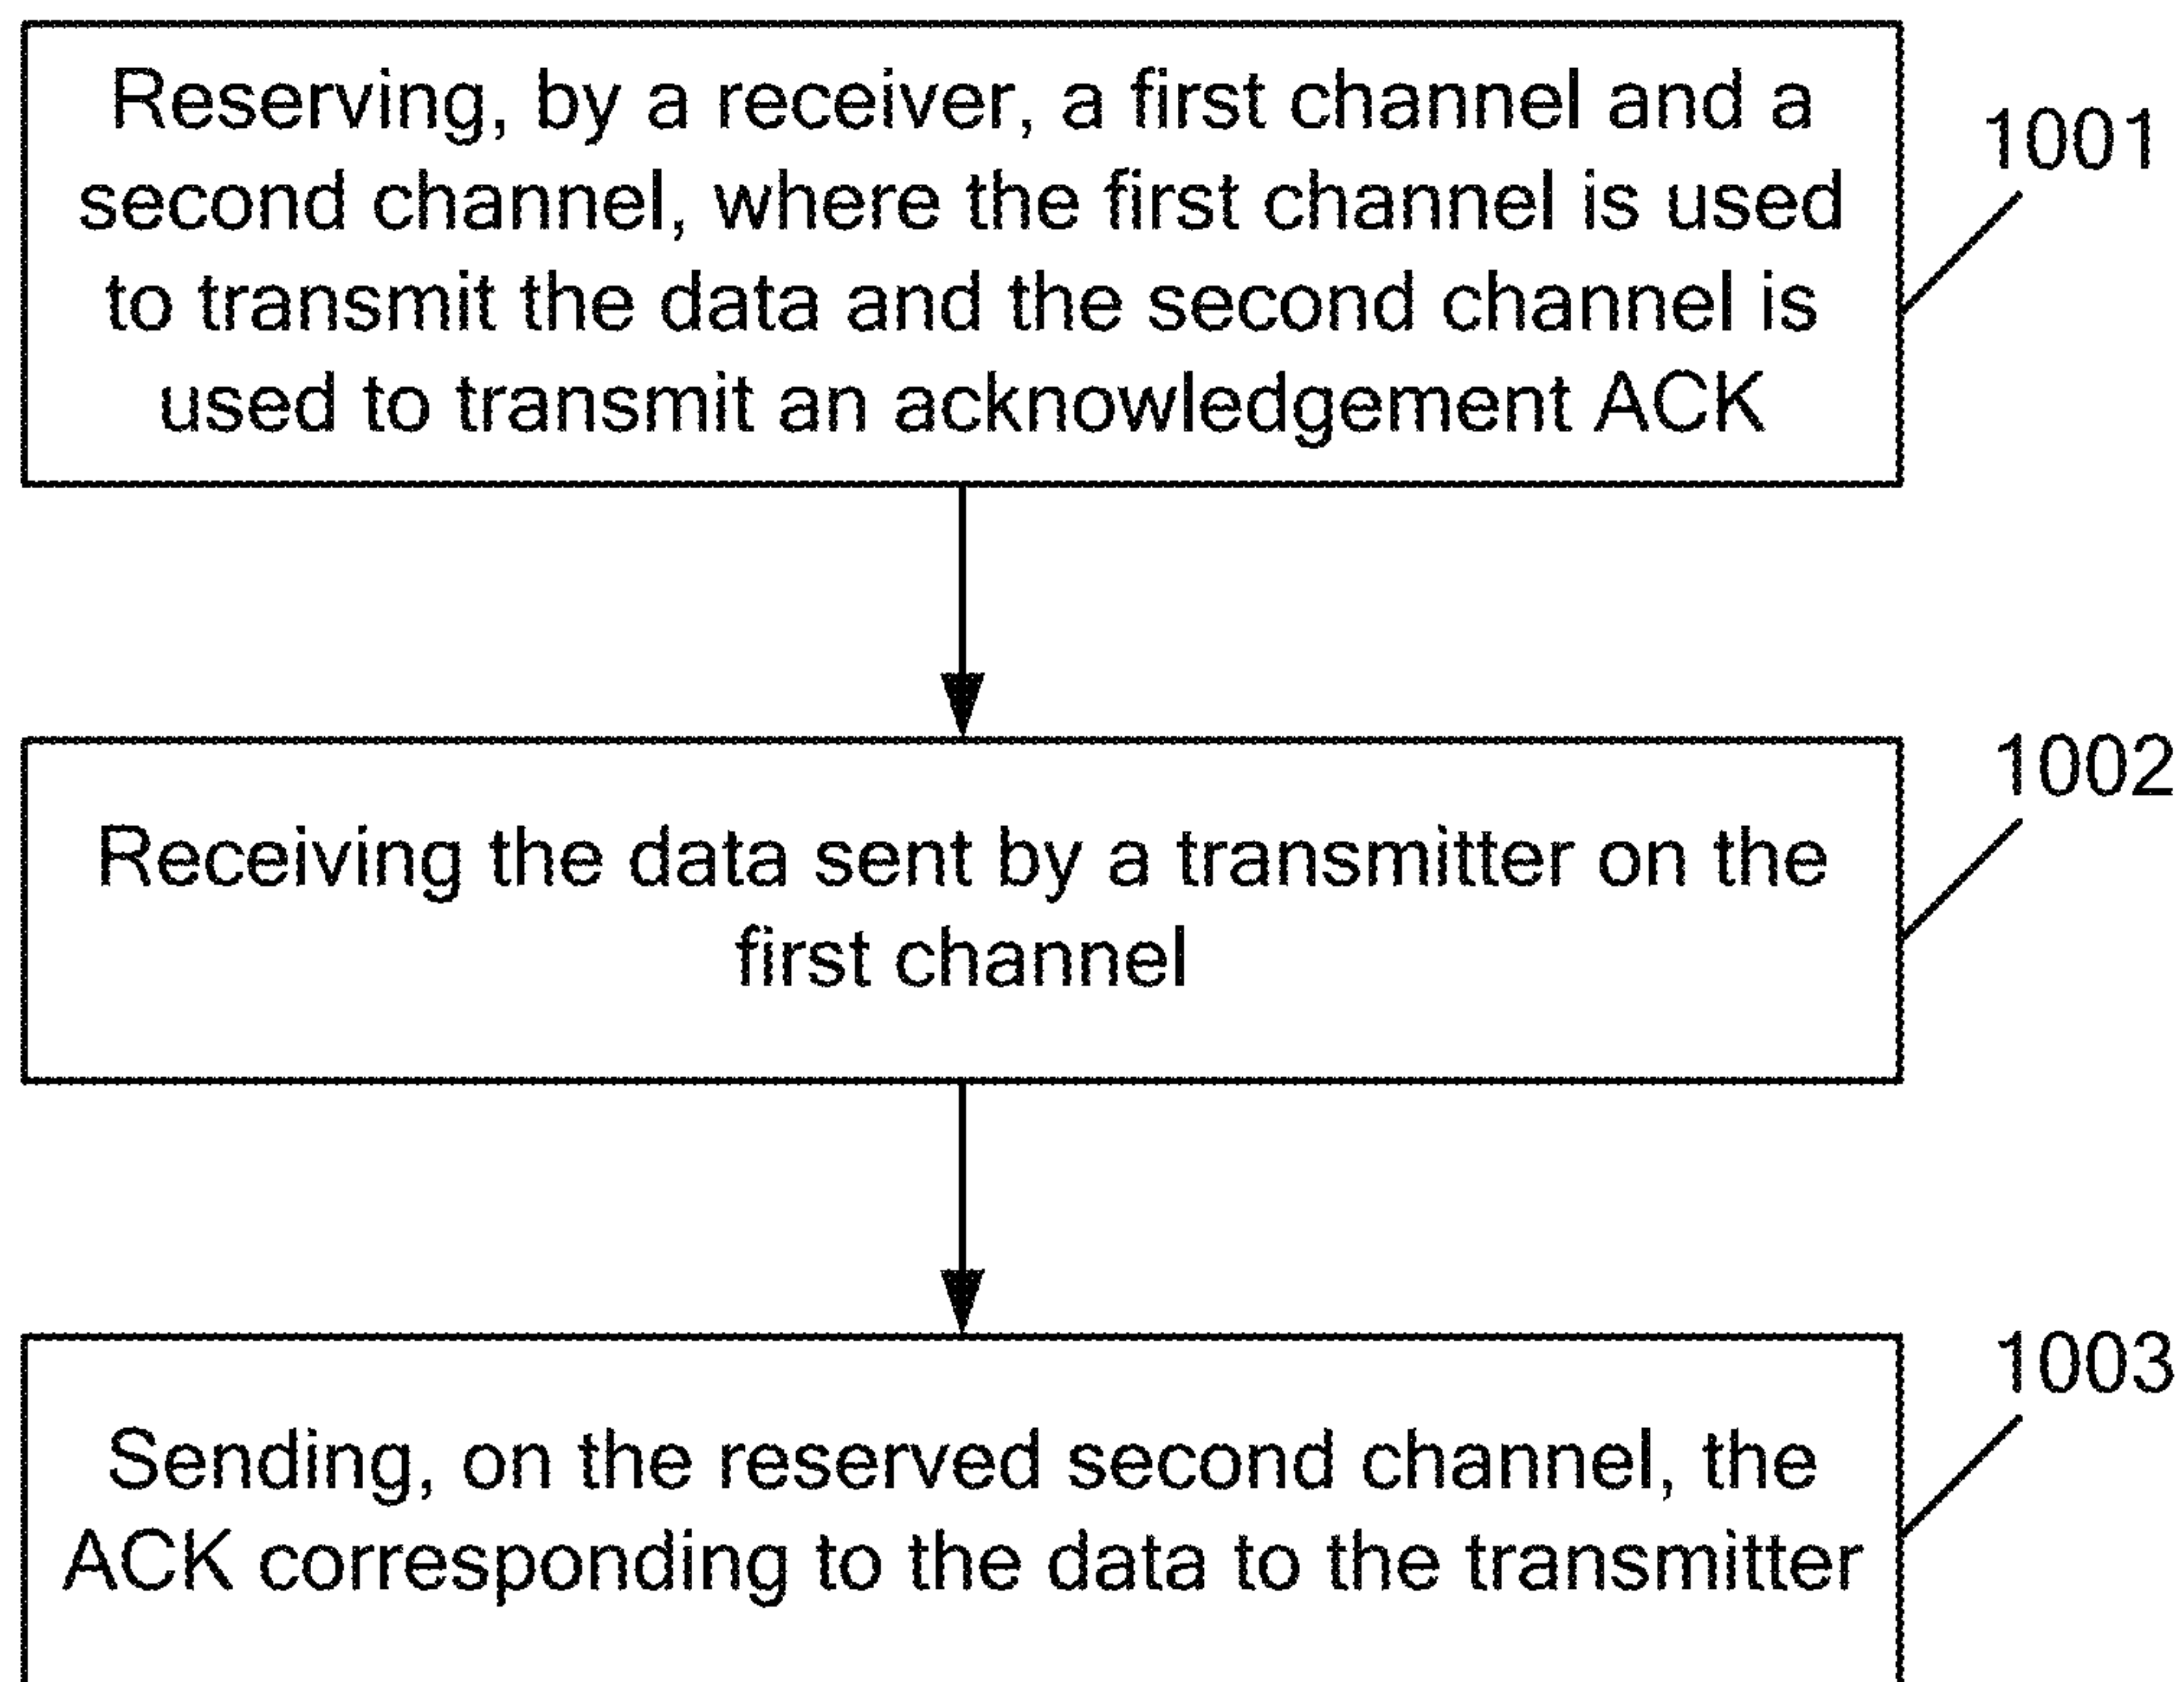 Reserving, by a receiver, a first channel and a
second channel, where the first channel is used
to transmit the data and the second channel is
used to transmit an acknowledgement ACK
1001
Receiving the data sent by a transmitter on the
first channel
1002
Sending, on the reserved second channel, the
ACK corresponding to the data to the transmitter
1003